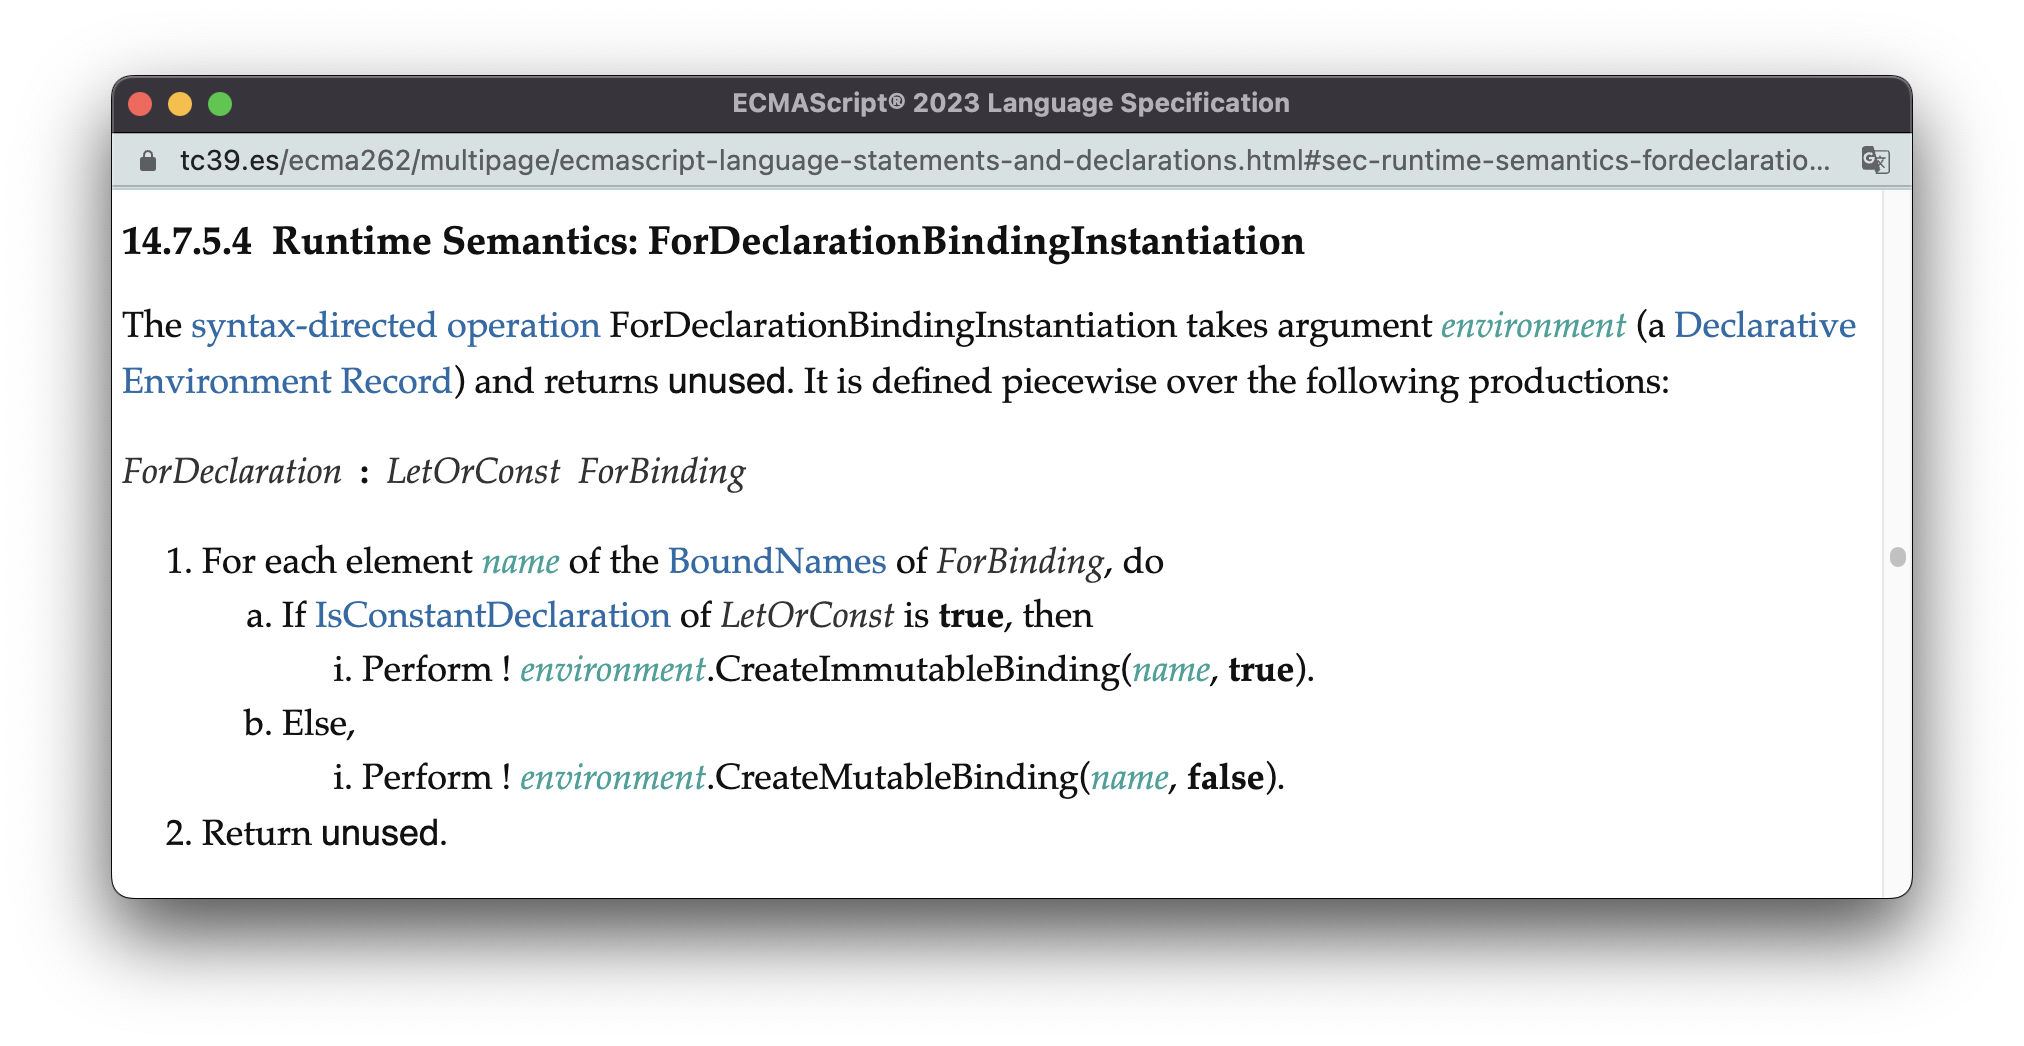 ECMAScript® 2023 Language Specification
tc39.es/ecma262/multipage/ecmascript-language-statements-and-declarations.html#sec-runtime-semantics-fordeclaratio...
14.7.5.4 Runtime Semantics: ForDeclarationBindingInstantiation
The syntax-directed operation ForDeclarationBindingInstantiation takes argument environment (a Declarative
Environment Record) and returns unused. It is defined piecewise over the following productions:
ForDeclaration : LetOrConst ForBinding
1. For each element name of the BoundNames of ForBinding, do
a. If IsConstantDeclaration of LetOrConst is true, then
i. Perform ! environment.CreateImmutableBinding(name, true).
b. Else,
i. Perform ! environment.CreateMutableBinding(name, false).
2. Return unused.